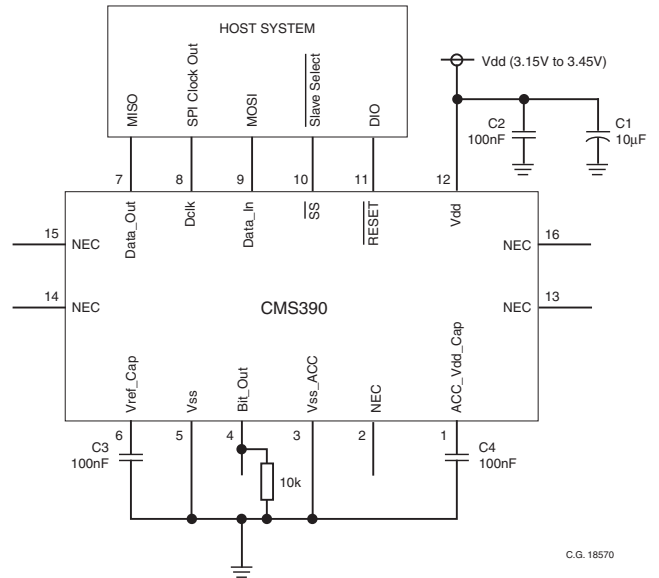 HOST SYSTEM
MISO
SPI Clock Out
MOSI
Slave Select
DIO
Vdd (3.15V to 3.45V)
C2
100nF
C1
10µF
7
8
9
10
11
12
Data_Out
Dclk
Data_In
SS
RESET
Vdd
15
NEC
16
NEC
14
NEC
13
NEC
CMS390
Vref_Cap
Vss
Bit_Out
Vss_ACC
NEC
ACC_Vdd_Cap
6
5
4
3
2
1
C3
100nF
10k
C4
100nF
C.G. 18570